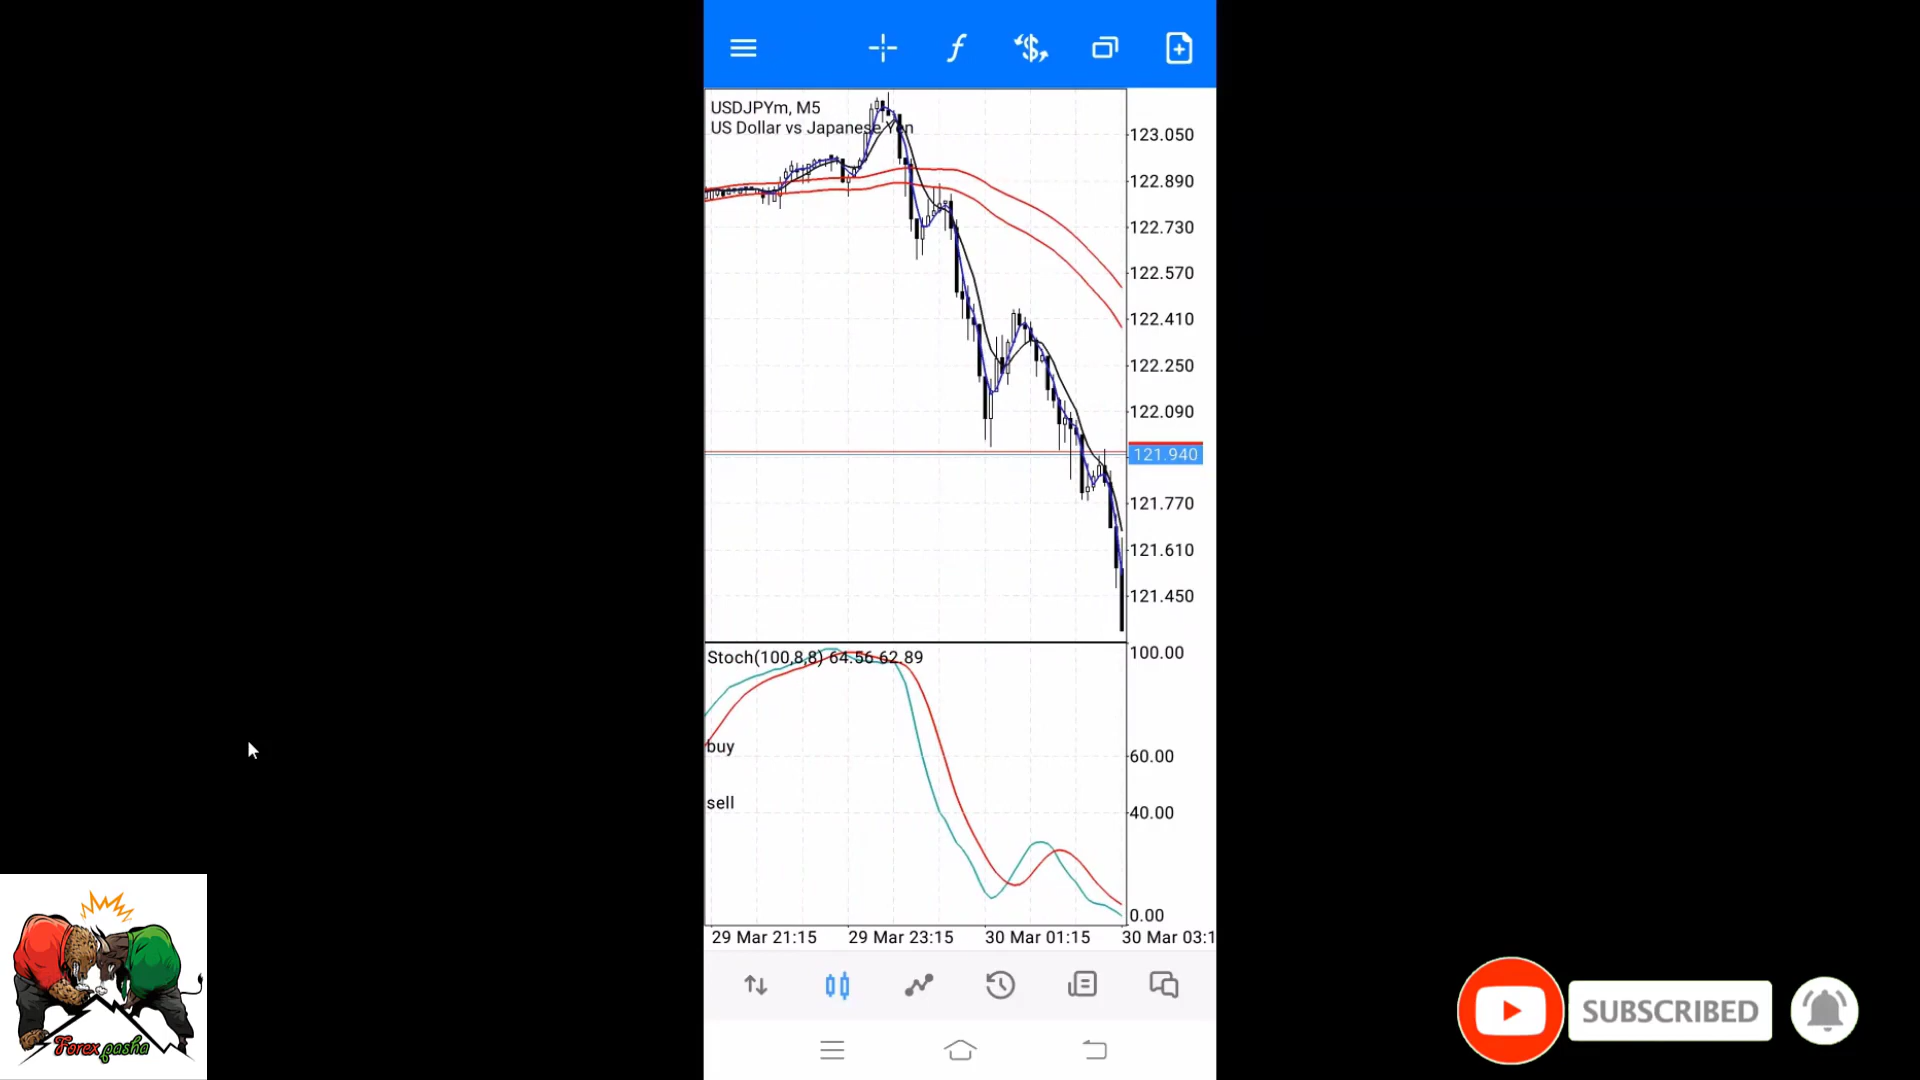 USDJPYm, M5
US Dollar vs Japanese Yen
123.050
122.890
122.730
122.570
122.410
122.250
122.090
121.940
121.770
121.610
121.450
Stoch(100,8,8) 64.56 62.89
100.00
buy
60.00
sell
40.00
0.00
29 Mar 21:15
29 Mar 23:15
30 Mar 01:15
30 Mar 03:1
Forex pasha
SUBSCRIBED